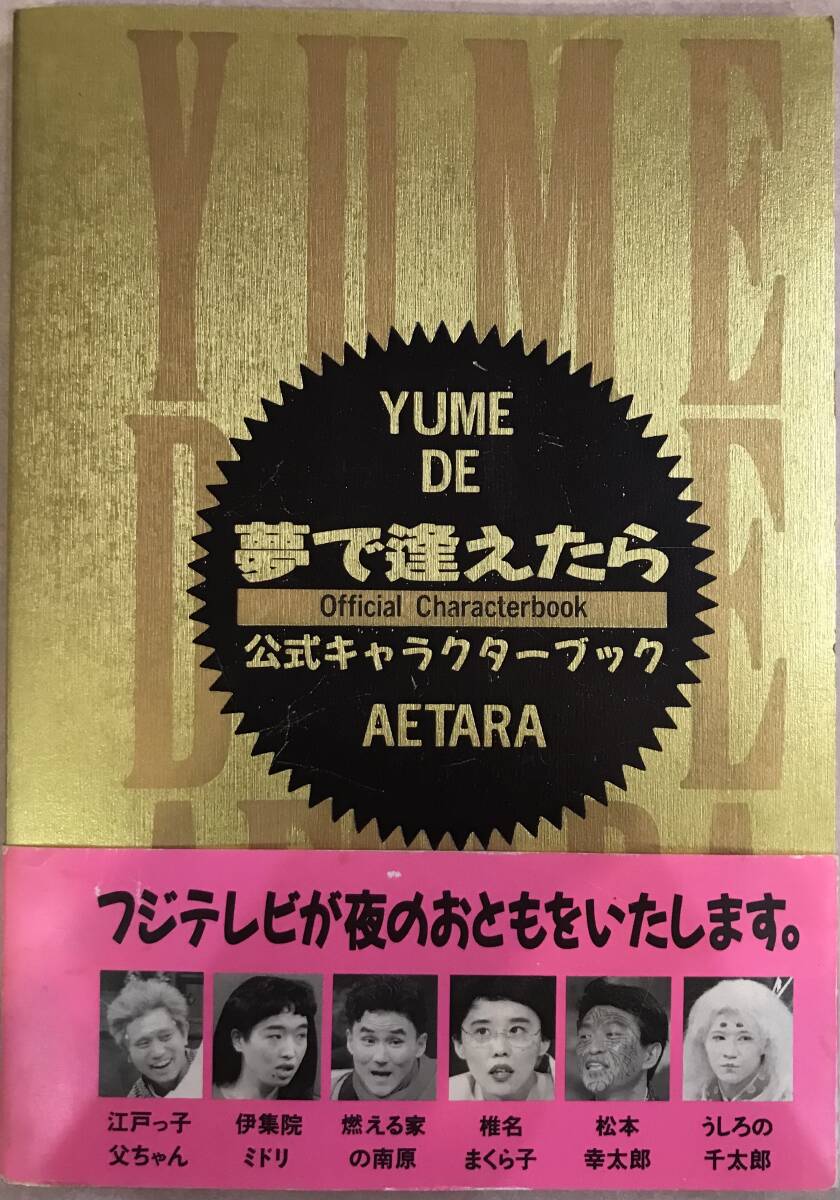 YUME
DE
AETARA
YUME
DE
夢で逢えたら
Official Characterbook
公式キャラクターブック
AETARA
フジテレビが夜のおともをいたします。
江戸っ子
父ちゃん
伊集院
ミドリ
燃える家
の南原
椎名
まくら子
松本
幸太郎
うしろの
千太郎